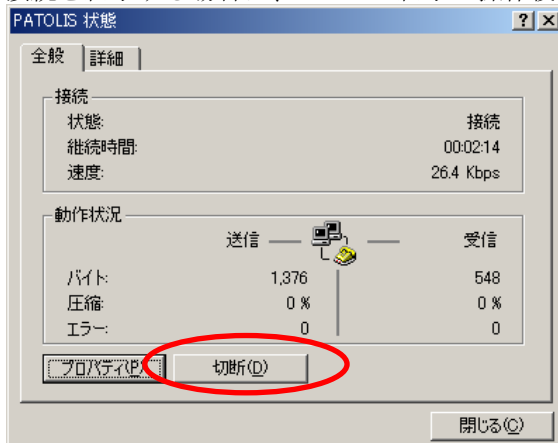 PATOLIS 状態
全般 詳細
接続
状態: 接続
継続時間: 00:02:14
速度: 26.4 Kbps
動作状況
送信 受信
バイト: 1,376 548
圧縮: 0 % 0 %
エラー: 0 0
プロパティ(P) 切断(D)
閉じる(C)